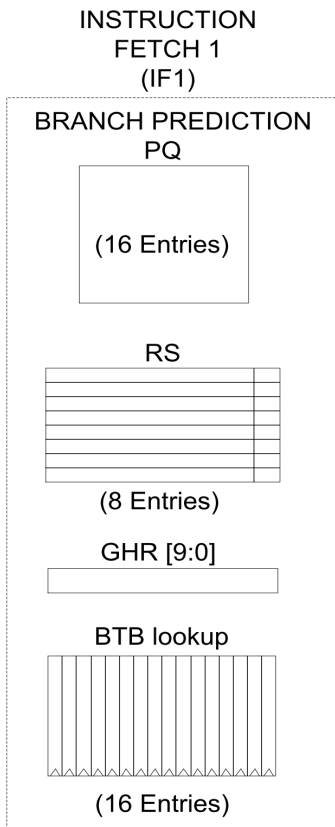 INSTRUCTION
FETCH 1
(IF1)
BRANCH PREDICTION
PQ
(16 Entries)
RS
(8 Entries)
GHR [9:0]
BTB lookup
(16 Entries)